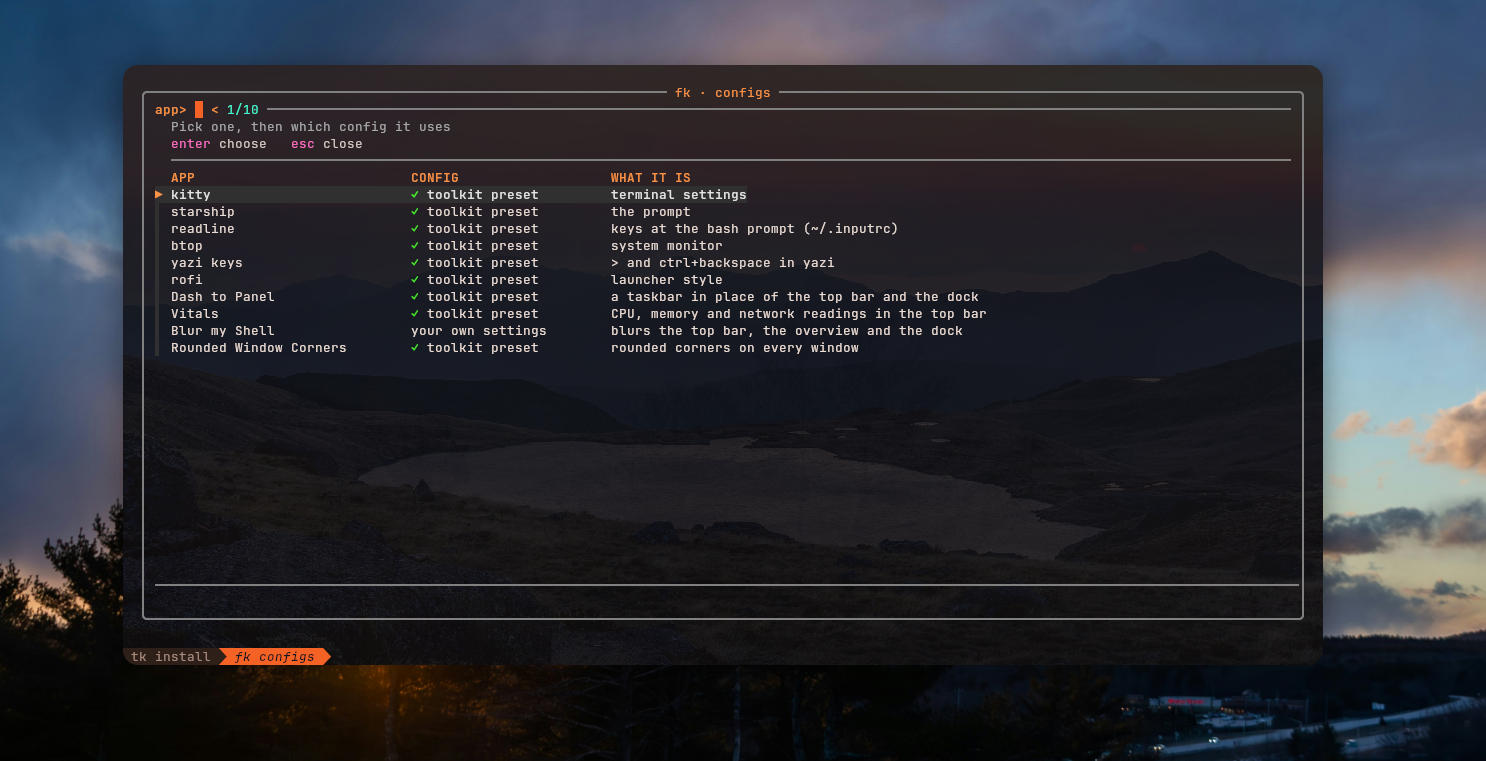 fk · configs
app> < 1/10
Pick one, then which config it uses
enter choose esc close
APP CONFIG WHAT IT IS
▶ kitty ✓ toolkit preset terminal settings
starship ✓ toolkit preset the prompt
readline ✓ toolkit preset keys at the bash prompt (~/.inputrc)
btop ✓ toolkit preset system monitor
yazi keys ✓ toolkit preset > and ctrl+backspace in yazi
rofi ✓ toolkit preset launcher style
Dash to Panel ✓ toolkit preset a taskbar in place of the top bar and the dock
Vitals ✓ toolkit preset CPU, memory and network readings in the top bar
Blur my Shell your own settings blurs the top bar, the overview and the dock
Rounded Window Corners ✓ toolkit preset rounded corners on every window
tk install fk configs